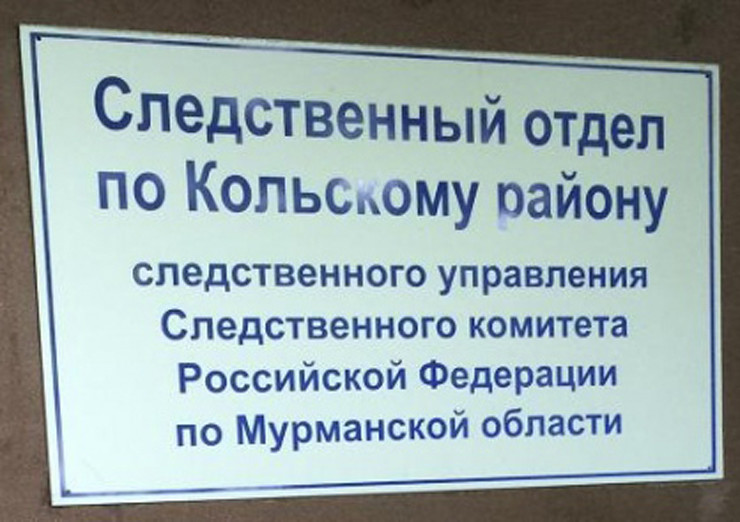 Следственный отдел
по Кольскому району
следственного управления
Следственного комитета
Российской Федерации
по Мурманской области